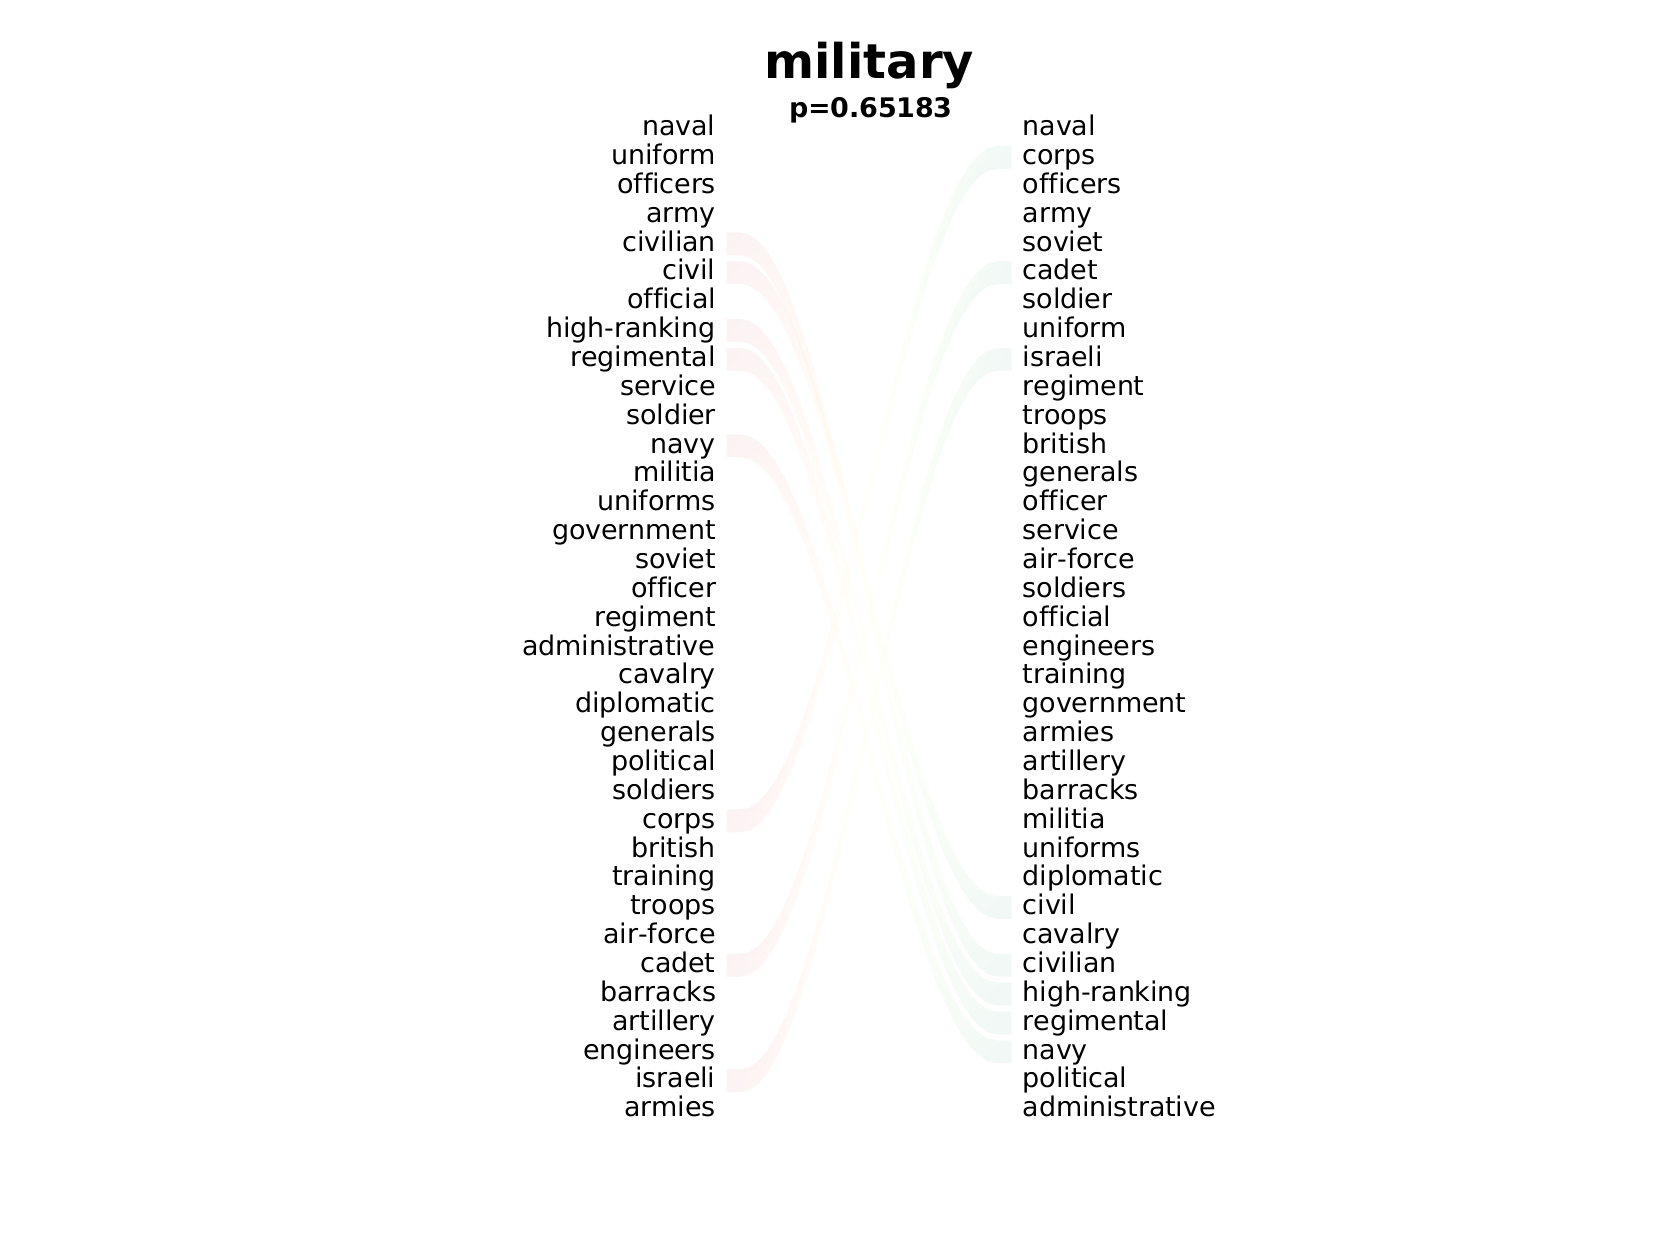 military
p=0.65183
naval naval
uniform corps
officers officers
army army
civilian soviet
civil cadet
official soldier
high-ranking uniform
regimental israeli
service regiment
soldier troops
navy british
militia generals
uniforms officer
government service
soviet air-force
officer soldiers
regiment official
administrative engineers
cavalry training
diplomatic government
generals armies
political artillery
soldiers barracks
corps militia
british uniforms
training diplomatic
troops civil
air-force cavalry
cadet civilian
barracks high-ranking
artillery regimental
engineers navy
israeli political
armies administrative